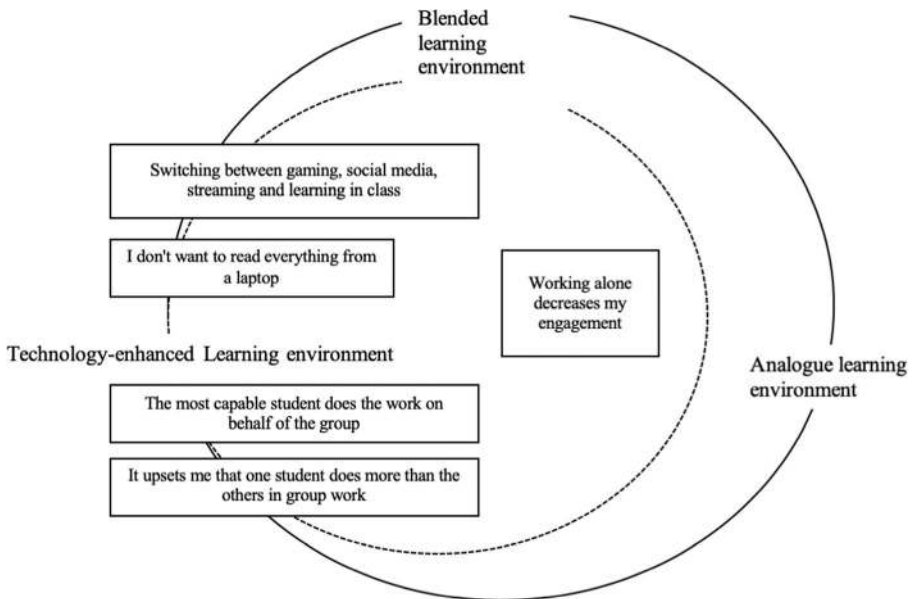 Blended
learning
environment
Switching between gaming, social media,
streaming and learning in class
I don't want to read everything from
a laptop
Working alone
decreases my
engagement
Technology-enhanced Learning environment
Analogue learning
environment
The most capable student does the work on
behalf of the group
It upsets me that one student does more than the
others in group work